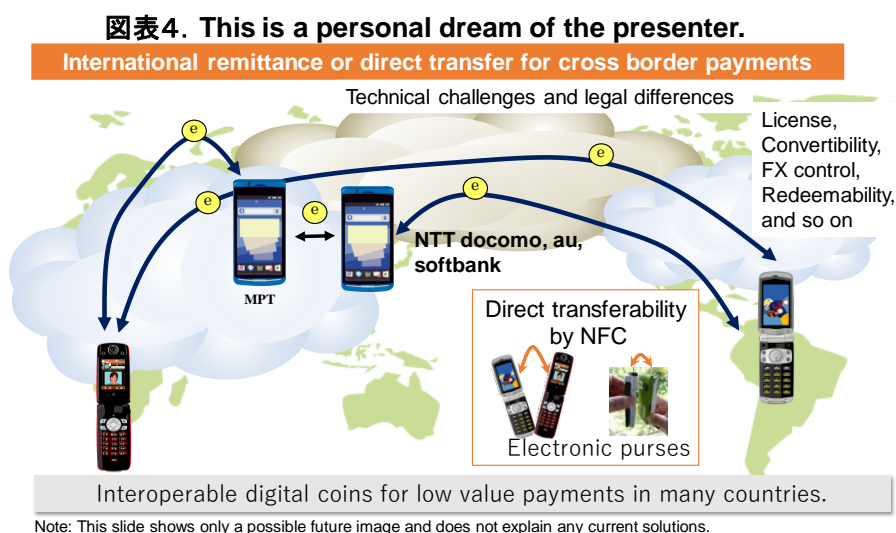 図表４．This is a personal dream of the presenter.
International remittance or direct transfer for cross border payments
Technical challenges and legal differences
License,
Convertibility,
FX control,
Redeemability,
and so on
e
e
e
e
e
NTT docomo, au,
softbank
MPT
Direct transferability
by NFC
Electronic purses
Interoperable digital coins for low value payments in many countries.
Note: This slide shows only a possible future image and does not explain any current solutions.